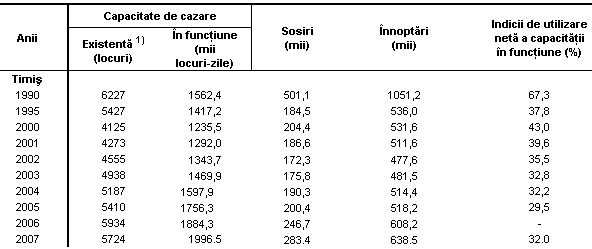 Anii Capacitate de cazare Sosiri (mii) Înnoptări (mii) Indicii de utilizare netă a capacităţii în funcţiune (%)
Existentă 1) (locuri) În funcţiune (mii locuri-zile)
Timiş
1990 6227 1562,4 501,1 1051,2 67,3
1995 5427 1417,2 184,5 536,0 37,8
2000 4125 1235,5 204,4 531,6 43,0
2001 4273 1292,0 186,6 511,6 39,6
2002 4555 1343,7 172,3 477,6 35,5
2003 4938 1469,9 175,8 481,5 32,8
2004 5187 1597,9 190,3 514,4 32,2
2005 5410 1756,3 200,4 518,2 29,5
2006 5934 1884,3 246,7 608,2 -
2007 5724 1996.5 283.4 638.5 32.0